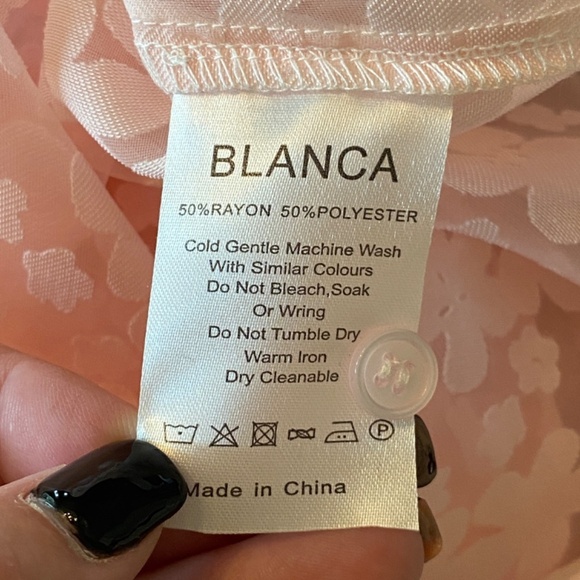 BLANCA
50%RAYON 50%POLYESTER
Cold Gentle Machine Wash
With Similar Colours
Do Not Bleach,Soak
Or Wring
Do Not Tumble Dry
Warm Iron
Dry Cleanable
P
Made in China